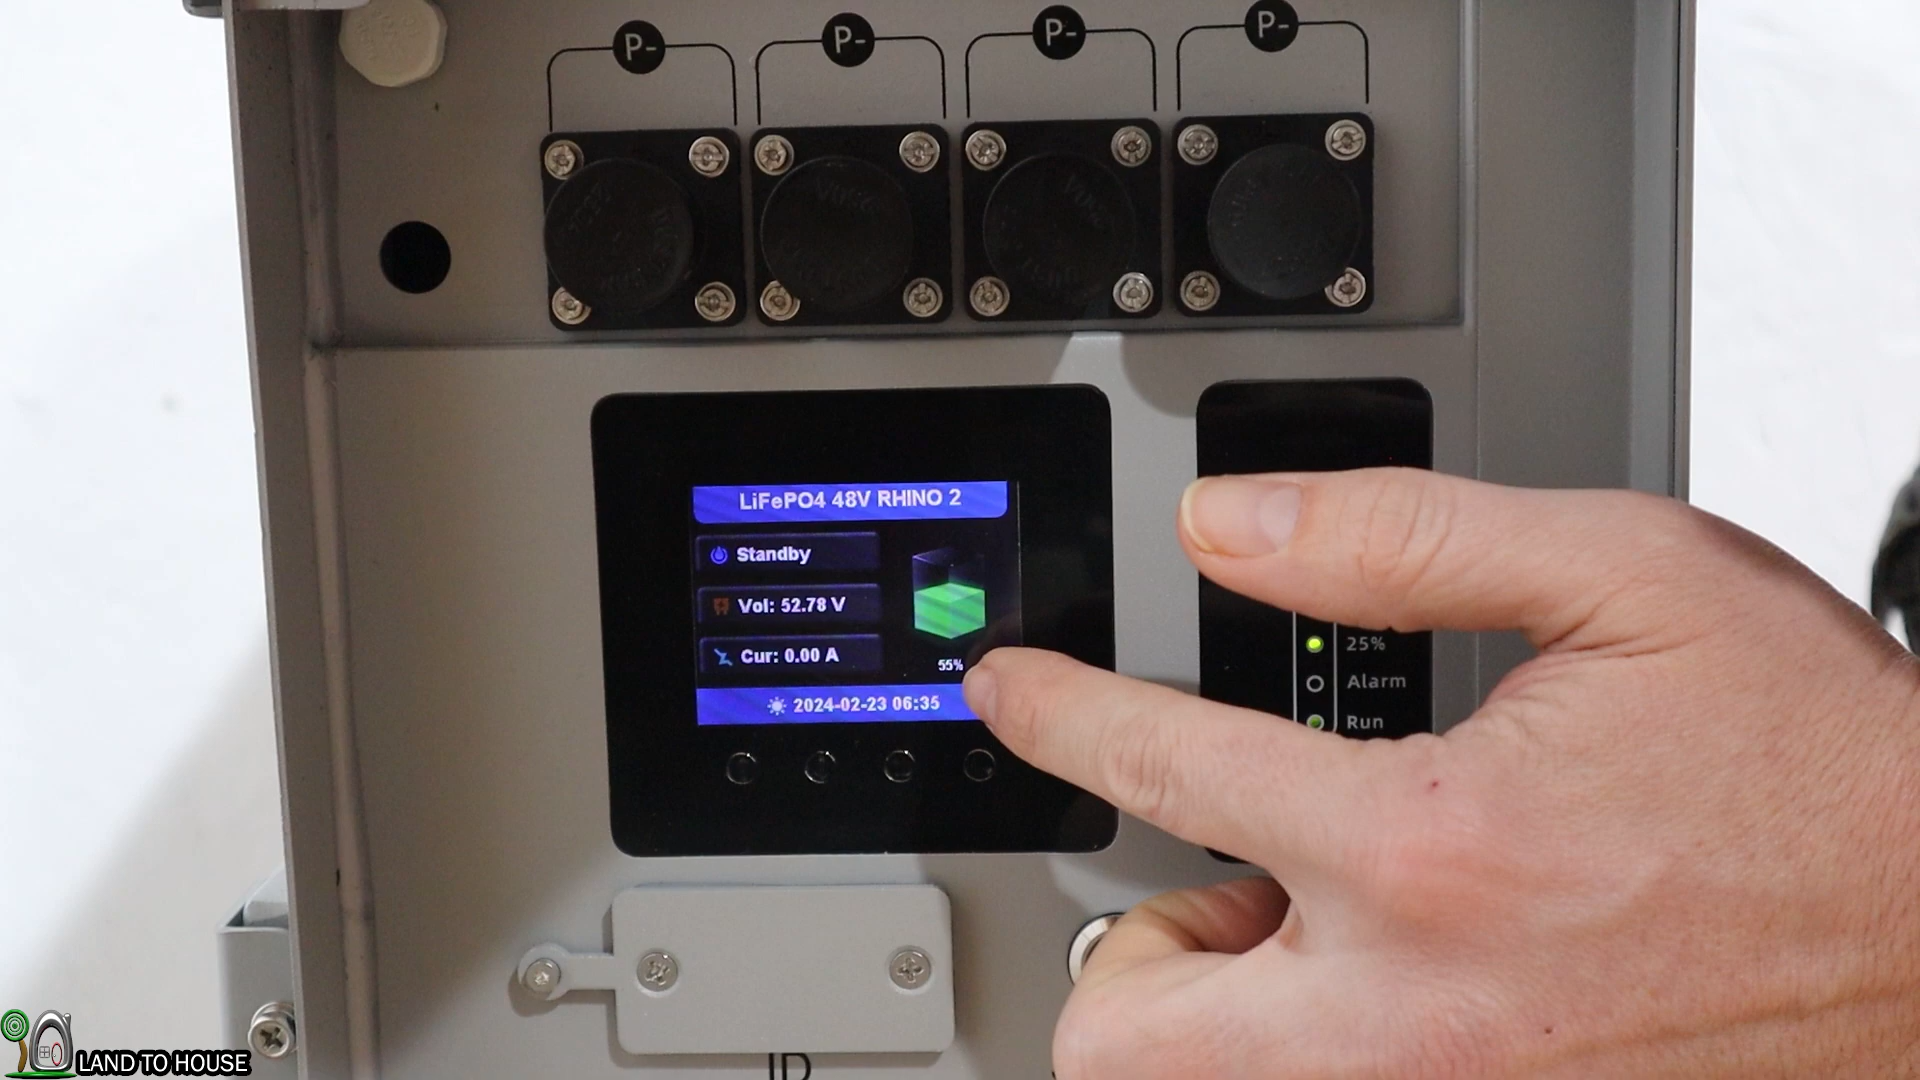 P-
P-
P-
P-
LiFePO4 48V RHINO 2
Standby
Vol: 52.78 V
Cur: 0.00 A
55%
2024-02-23 06:35
25%
Alarm
Run
LAND TO HOUSE